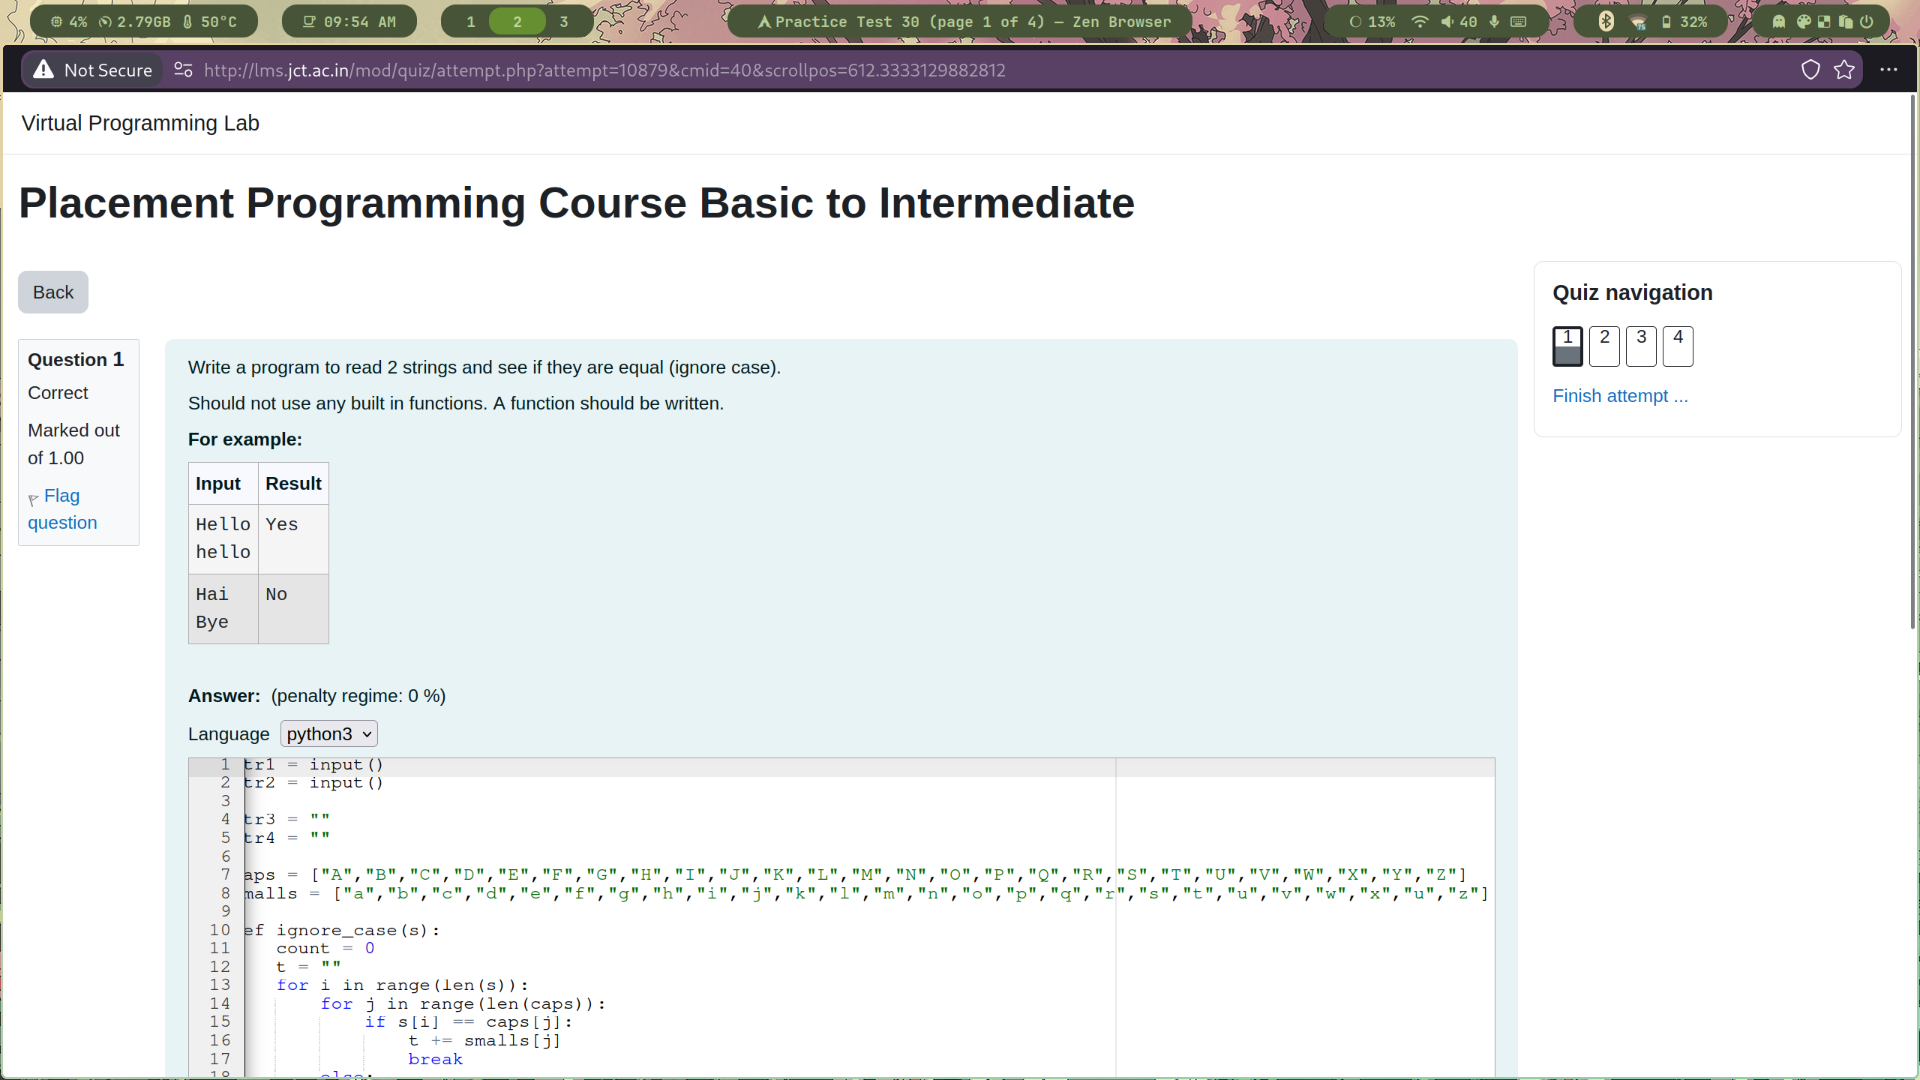 4% 2.79GB 50°C 09:54 AM 1 2 3 Practice Test 30 (page 1 of 4) — Zen Browser 13% 40 32%
Not Secure http://lms.jct.ac.in/mod/quiz/attempt.php?attempt=10879&cmid=40&scrollpos=612.3333129882812
Virtual Programming Lab
Placement Programming Course Basic to Intermediate
Back
Question 1
Correct
Marked out
of 1.00
Flag
question
Write a program to read 2 strings and see if they are equal (ignore case).
Should not use any built in functions. A function should be written.
For example:
Input Result
Hello Yes
hello
Hai No
Bye
Answer: (penalty regime: 0 %)
Language python3
1 tr1 = input()
2 tr2 = input()
3
4 tr3 = ""
5 tr4 = ""
6
7 aps = ["A","B","C","D","E","F","G","H","I","J","K","L","M","N","O","P","Q","R","S","T","U","V","W","X","Y","Z"]
8 malls = ["a","b","c","d","e","f","g","h","i","j","k","l","m","n","o","p","q","r","s","t","u","v","w","x","u","z"]
9
10 ef ignore_case(s):
11 count = 0
12 t = ""
13 for i in range(len(s)):
14 for j in range(len(caps)):
15 if s[i] == caps[j]:
16 t += smalls[j]
17 break
18 else:
Quiz navigation
1 2 3 4
Finish attempt ...